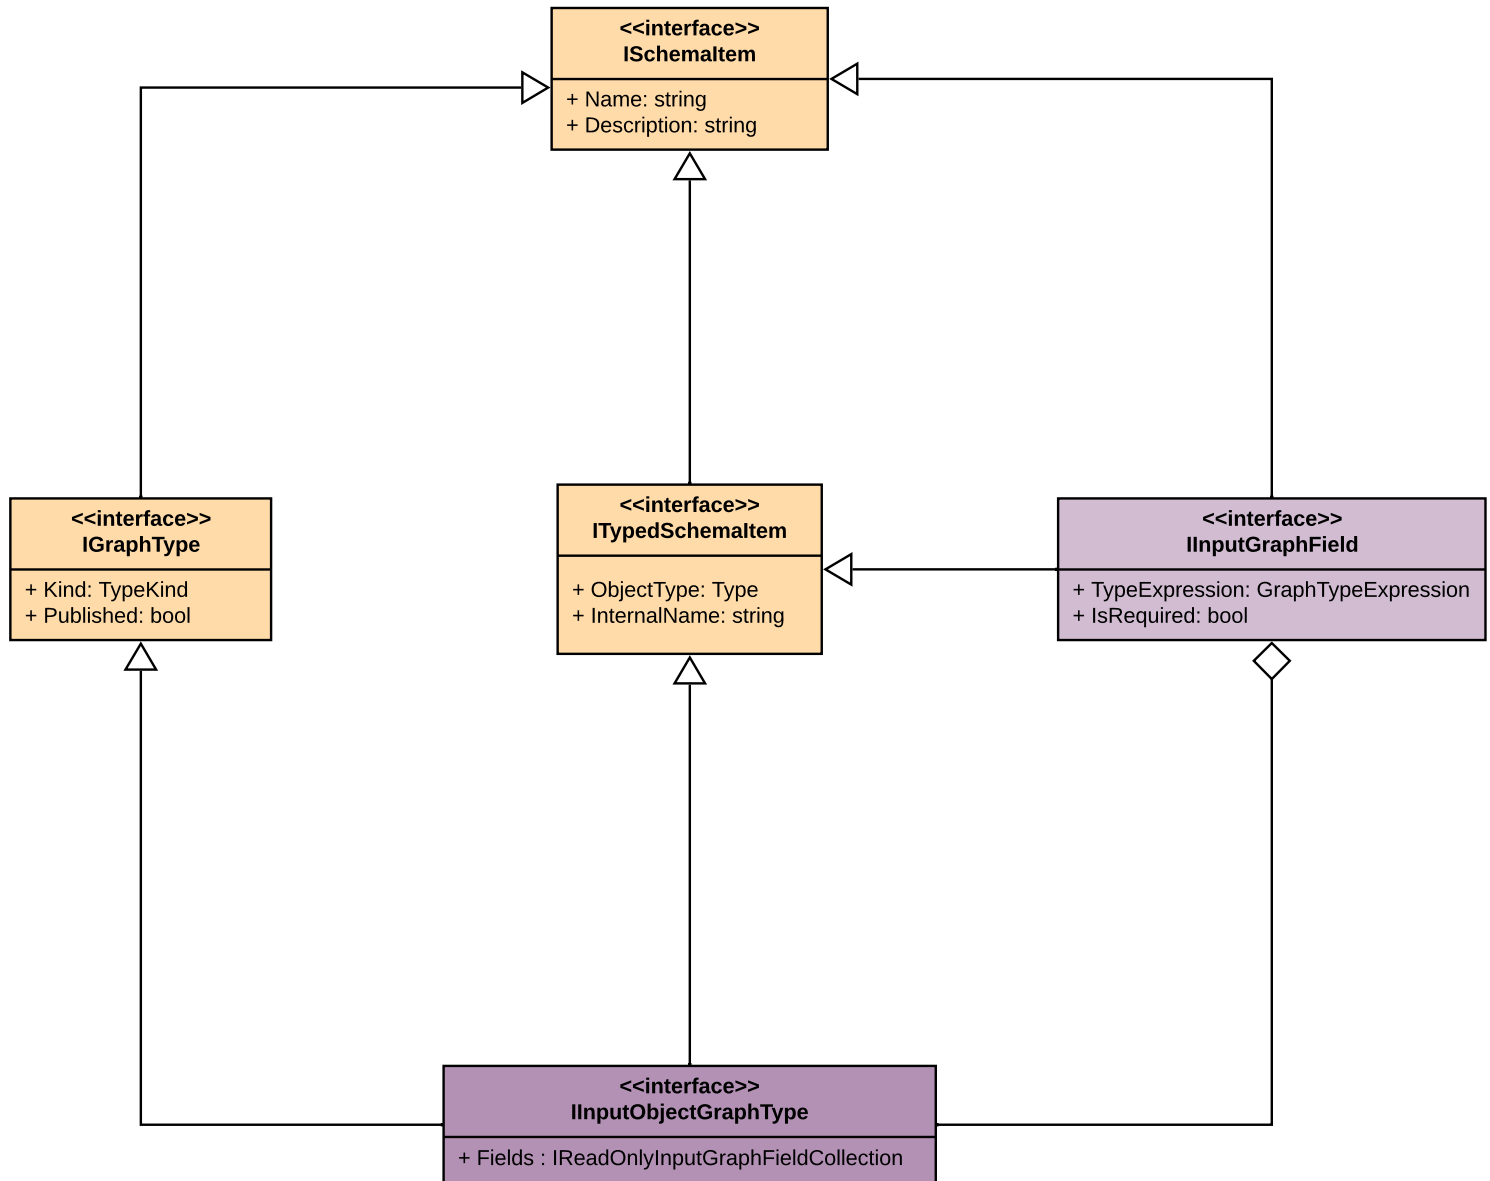 <<interface>>
ISchemaItem
+ Name: string
+ Description: string
<<interface>>
IGraphType
+ Kind: TypeKind
+ Published: bool
<<interface>>
ITypedSchemaItem
+ ObjectType: Type
+ InternalName: string
<<interface>>
IInputGraphField
+ TypeExpression: GraphTypeExpression
+ IsRequired: bool
<<interface>>
IInputObjectGraphType
+ Fields : IReadOnlyInputGraphFieldCollection